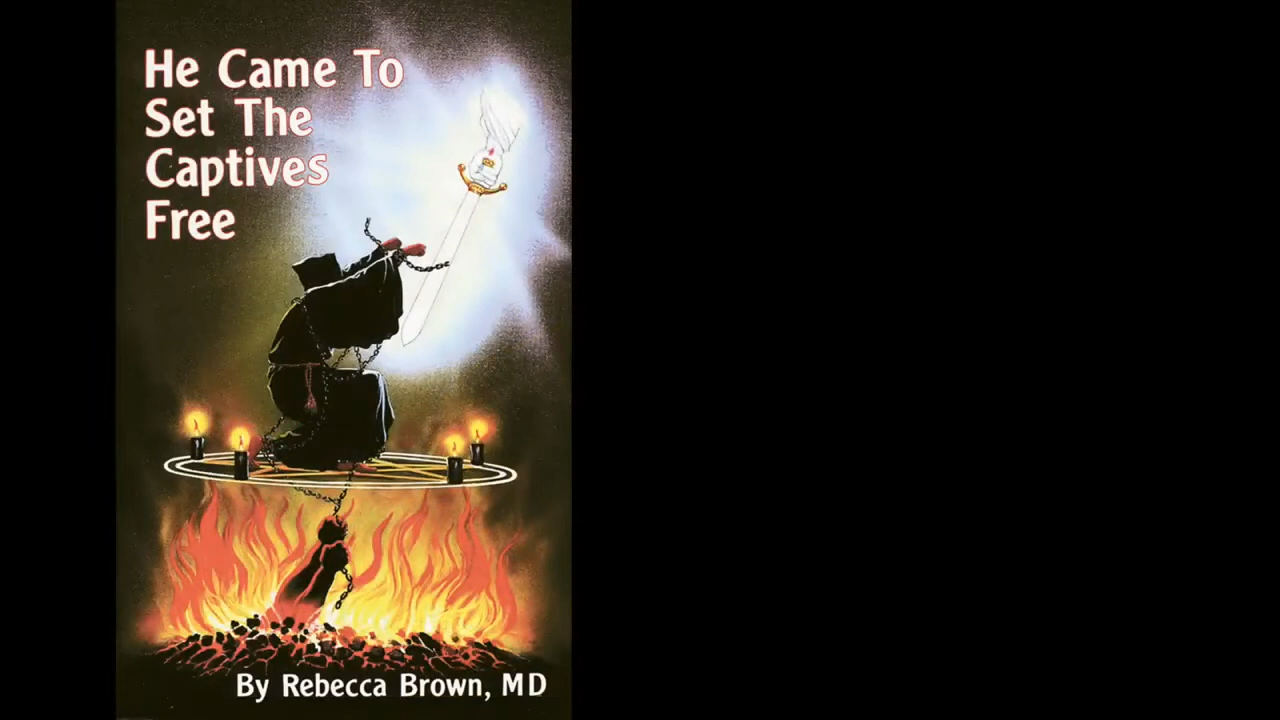 He Came To
Set The
Captives
Free
By Rebecca Brown, MD